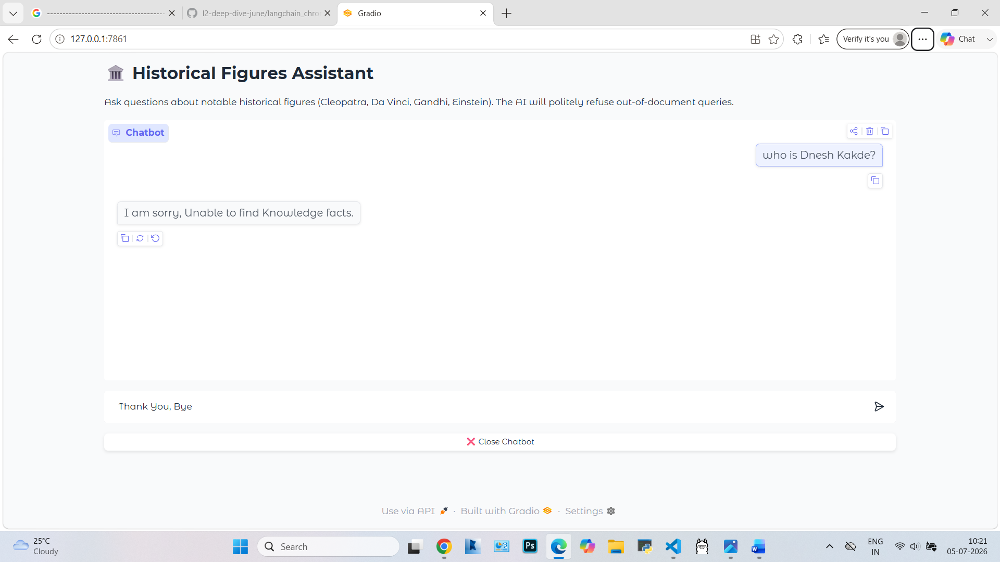 --------------------------------------
l2-deep-dive-june/langchain_chro
Gradio
127.0.0.1:7861
Verify it's you
Chat
Historical Figures Assistant
Ask questions about notable historical figures (Cleopatra, Da Vinci, Gandhi, Einstein). The AI will politely refuse out-of-document queries.
Chatbot
who is Dnesh Kakde?
I am sorry, Unable to find Knowledge facts.
Thank You, Bye
❌ Close Chatbot
Use via API 🚀 · Built with Gradio · Settings ⚙️
25°C
Cloudy
Search
Ps
W
ENG
IN
10:21
05-07-2026